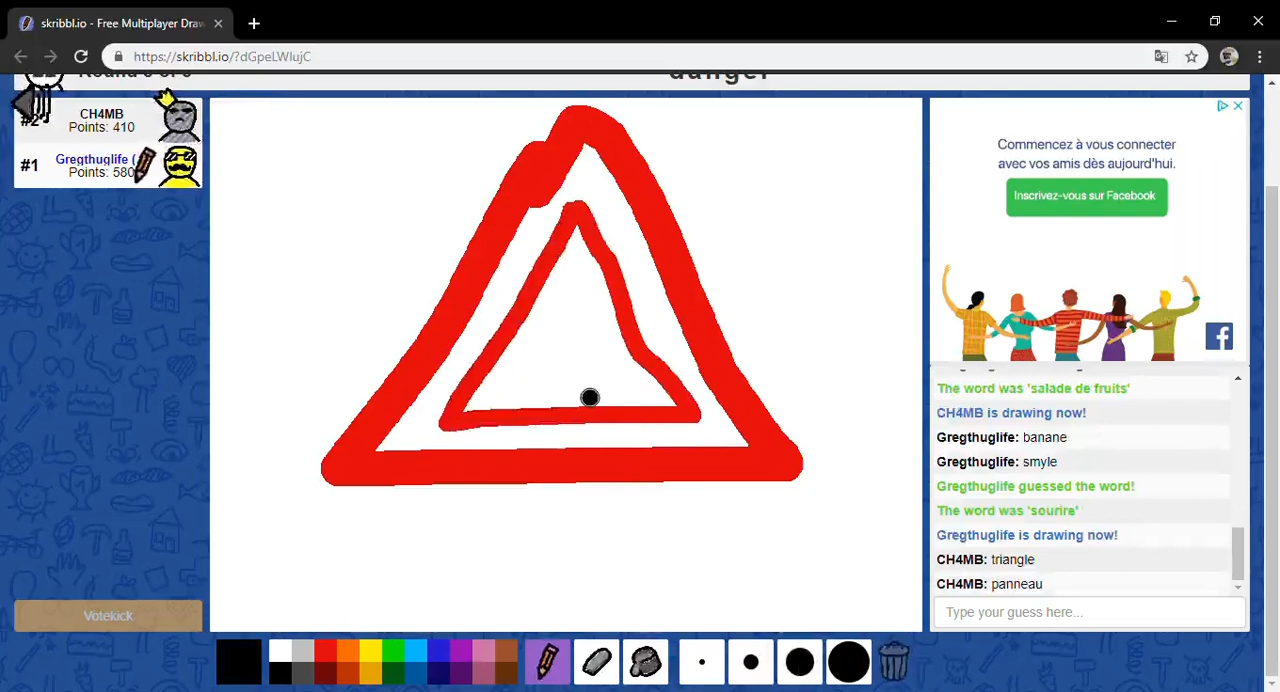 skribbl.io - Free Multiplayer Draw
https://skribbl.io/?dGpeLWIujC
danger
#2
CH4MB
Points: 410
#1
Gregthuglife (
Points: 580
Votekick
Commencez à vous connecter
avec vos amis dès aujourd'hui.
Inscrivez-vous sur Facebook
The word was 'salade de fruits'
CH4MB is drawing now!
Gregthuglife: banane
Gregthuglife: smyle
Gregthuglife guessed the word!
The word was 'sourire'
Gregthuglife is drawing now!
CH4MB: triangle
CH4MB: panneau
Type your guess here...